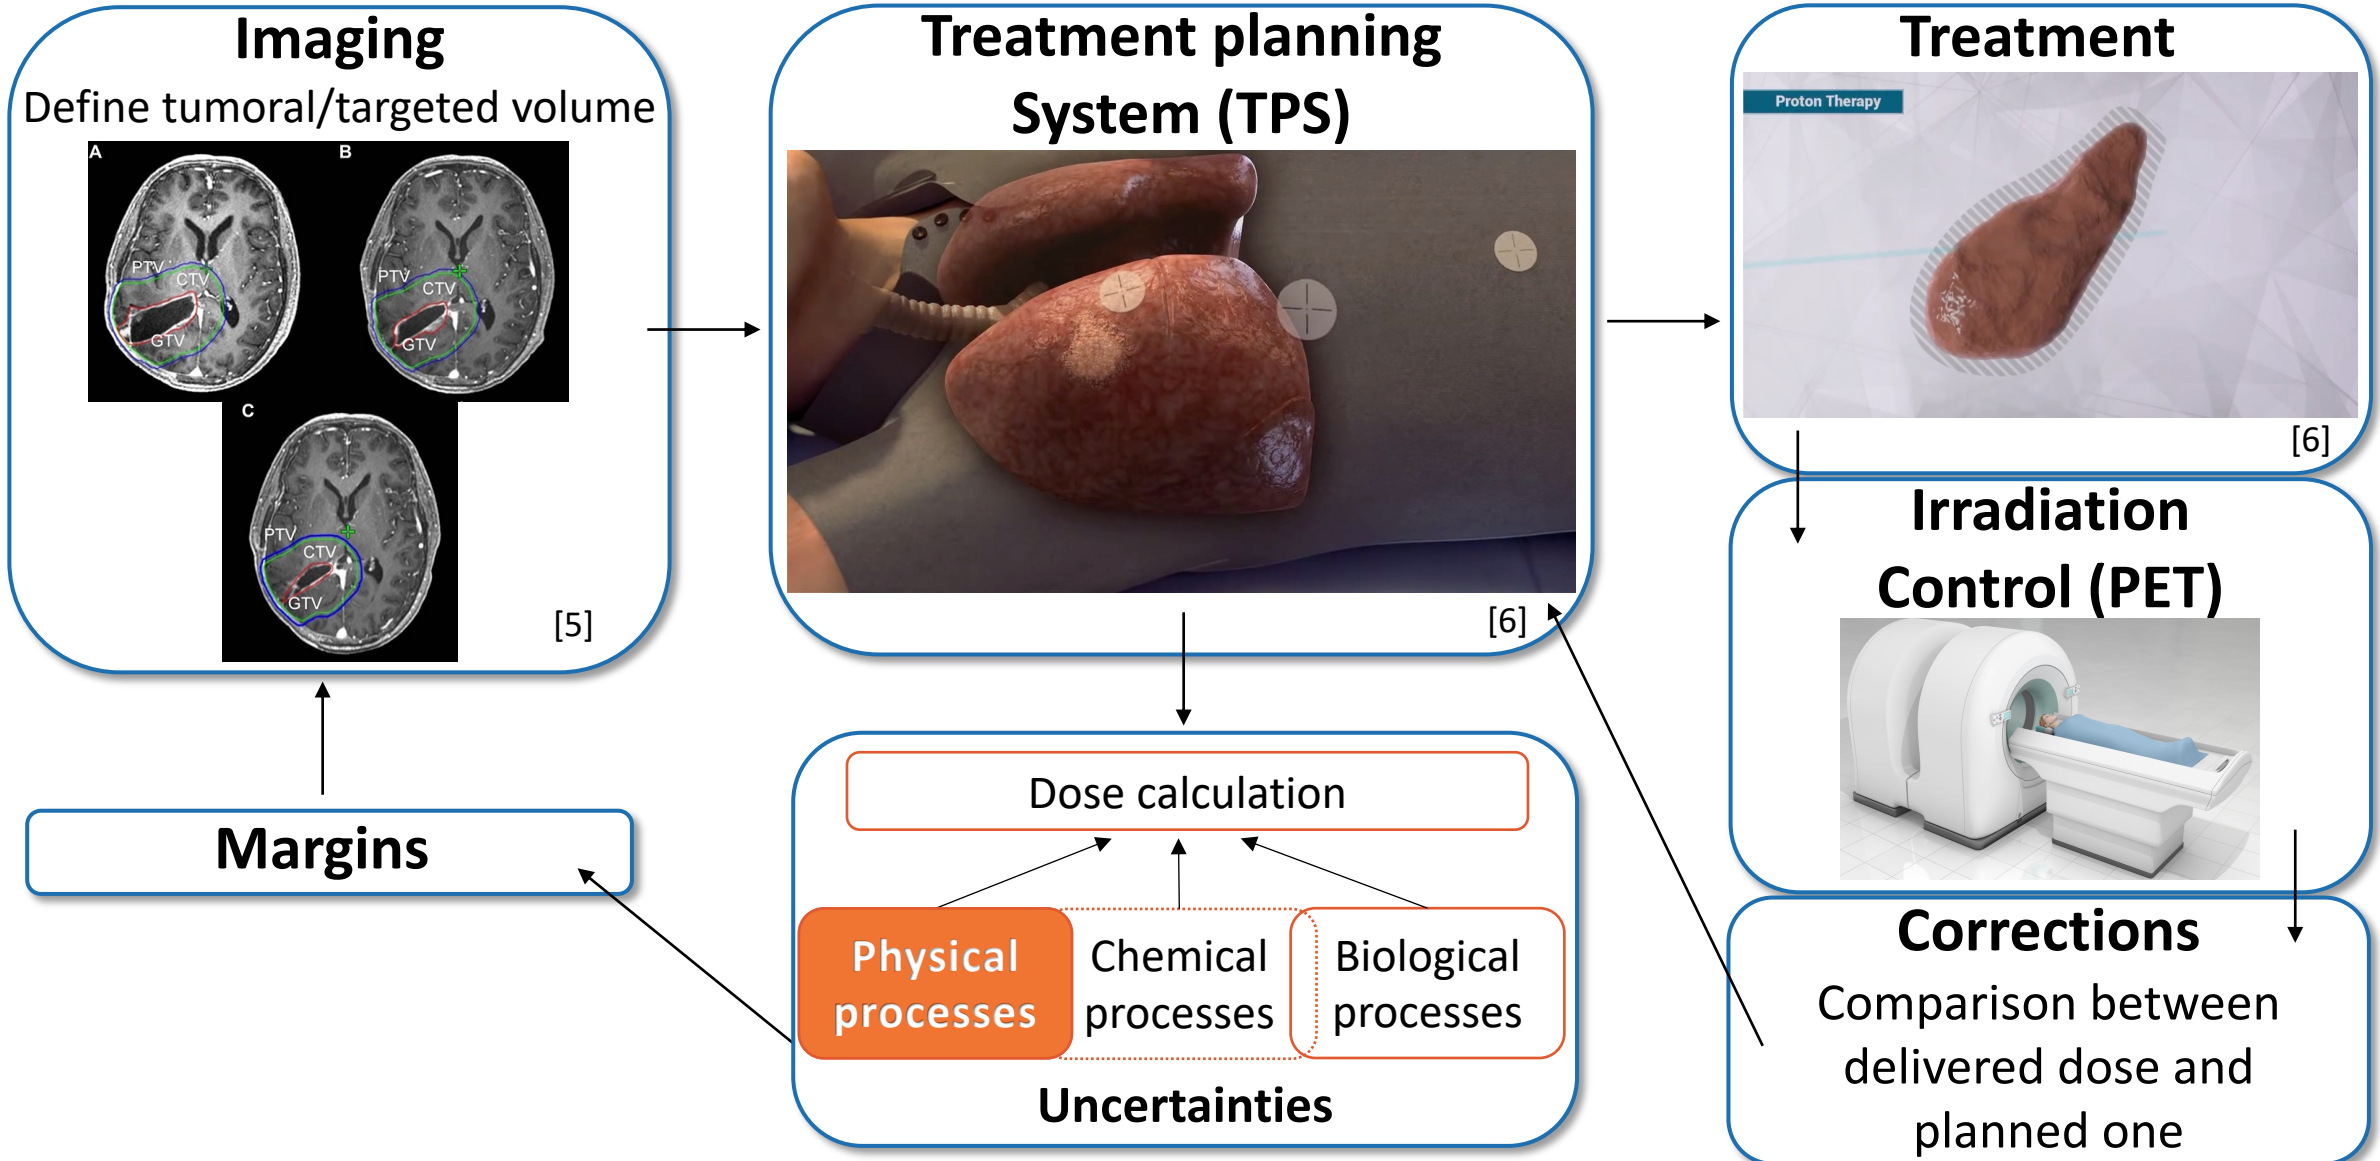 Imaging
Define tumoral/targeted volume
A
B
PTV
CTV
GTV
PTV
CTV
GTV
C
PTV
CTV
GTV
[5]
Treatment planning
System (TPS)
[6]
Treatment
Proton Therapy
[6]
Irradiation
Control (PET)
Corrections
Comparison between
delivered dose and
planned one
Margins
Dose calculation
Physical
processes
Chemical
processes
Biological
processes
Uncertainties